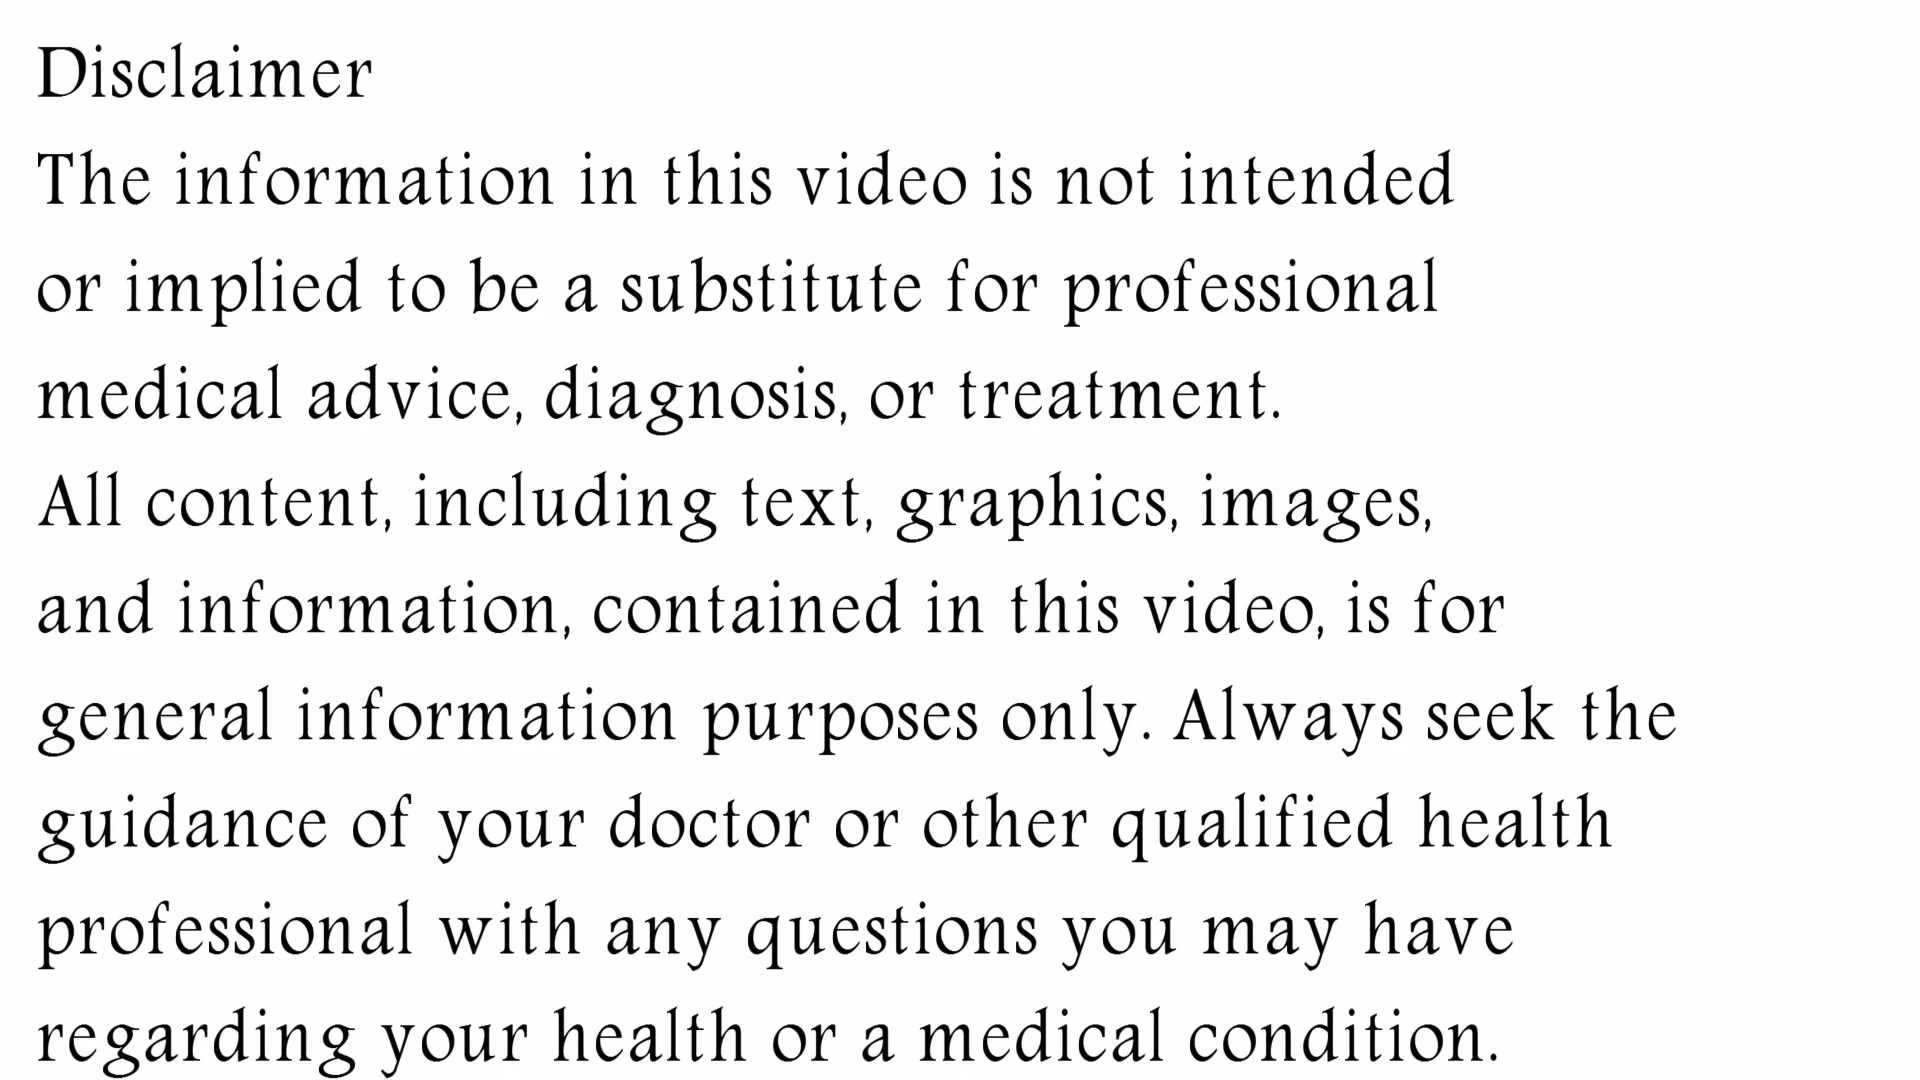 Disclaimer
The information in this video is not intended
or implied to be a substitute for professional
medical advice, diagnosis, or treatment.
All content, including text, graphics, images,
and information, contained in this video, is for
general information purposes only. Always seek the
guidance of your doctor or other qualified health
professional with any questions you may have
regarding your health or a medical condition.